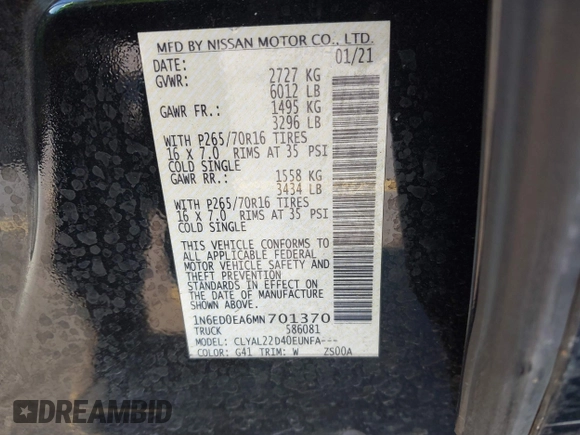 MFD BY NISSAN MOTOR CO., LTD.
DATE: 01/21
GVWR: 2727 KG
6012 LB
GAWR FR.: 1495 KG
3296 LB
WITH P265/70R16 TIRES
16 X 7.0 RIMS AT 35 PSI
COLD SINGLE
GAWR RR.: 1558 KG
3434 LB
WITH P265/70R16 TIRES
16 X 7.0 RIMS AT 35 PSI
COLD SINGLE
THIS VEHICLE CONFORMS TO
ALL APPLICABLE FEDERAL
MOTOR VEHICLE SAFETY AND
THEFT PREVENTION
STANDARDS IN EFFECT ON
THE DATE OF MANUFACTURE
SHOWN ABOVE.
1N6ED0EA6MN701370
TRUCK 586081
MODEL: CLYAL22D40EUNFA---
COLOR: G41 TRIM: W ZS00A
DREAMBID